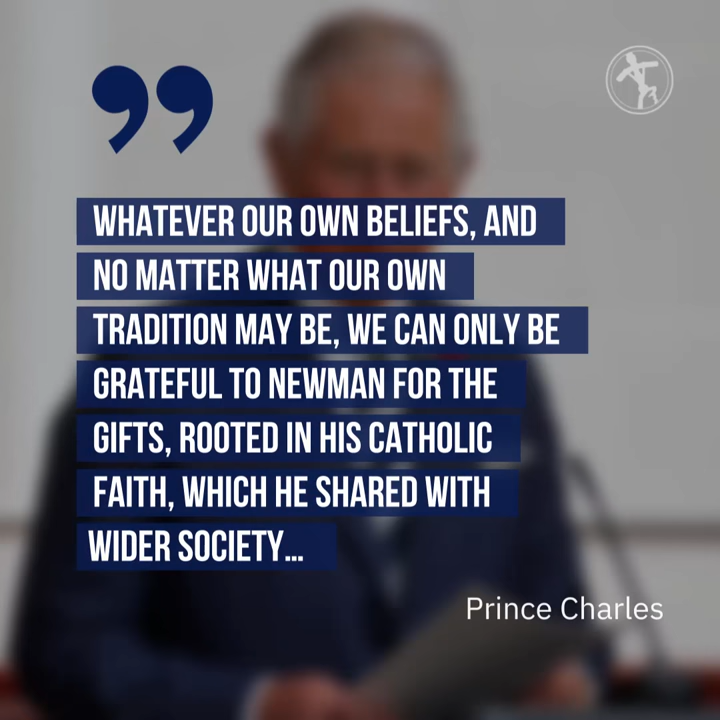 ”
WHATEVER OUR OWN BELIEFS, AND
NO MATTER WHAT OUR OWN
TRADITION MAY BE, WE CAN ONLY BE
GRATEFUL TO NEWMAN FOR THE
GIFTS, ROOTED IN HIS CATHOLIC
FAITH, WHICH HE SHARED WITH
WIDER SOCIETY...
Prince Charles